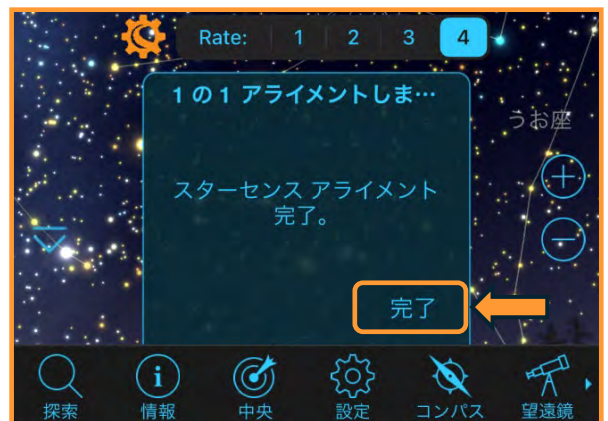 Rate: 1 2 3 4
1 の 1 アライメントしま…
うお座
スターセンス アライメント
完了。
完了
探索 情報 中央 設定 コンパス 望遠鏡